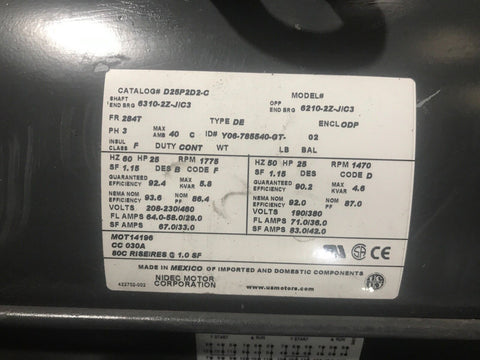 CATALOG# D25P2D2-C MODEL#
SHAFT END BRG 6310-2Z-J/C3 OPP END BRG 6210-2Z-J/C3
FR 284T TYPE DE ENCL ODP
PH 3 MAX AMB 40 C ID# Y06-785540-GT- 02
INSUL CLASS F DUTY CONT WT LB BAL
HZ 60 HP 25 RPM 1775
SF 1.15 DES B CODE F
GUARANTEED EFFICIENCY 92.4 MAX KVAR 5.8
NEMA NOM EFFICIENCY 93.6 NOM PF 86.4
VOLTS 208-230/460
FL AMPS 64.0-58.0/29.0
SF AMPS 67.0/33.0
HZ 50 HP 25 RPM 1470
SF 1.15 DES CODE D
GUARANTEED EFFICIENCY 90.2 MAX KVAR 4.6
NEMA NOM EFFICIENCY 92.0 NOM PF 87.0
VOLTS 190/380
FL AMPS 71.0/36.0
SF AMPS 83.0/42.0
MOT14196
CC 030A
80C RISE/RES @ 1.0 SF
MADE IN MEXICO OF IMPORTED AND DOMESTIC COMPONENTS
NIDEC MOTOR CORPORATION
www.usmotors.com
422702-002